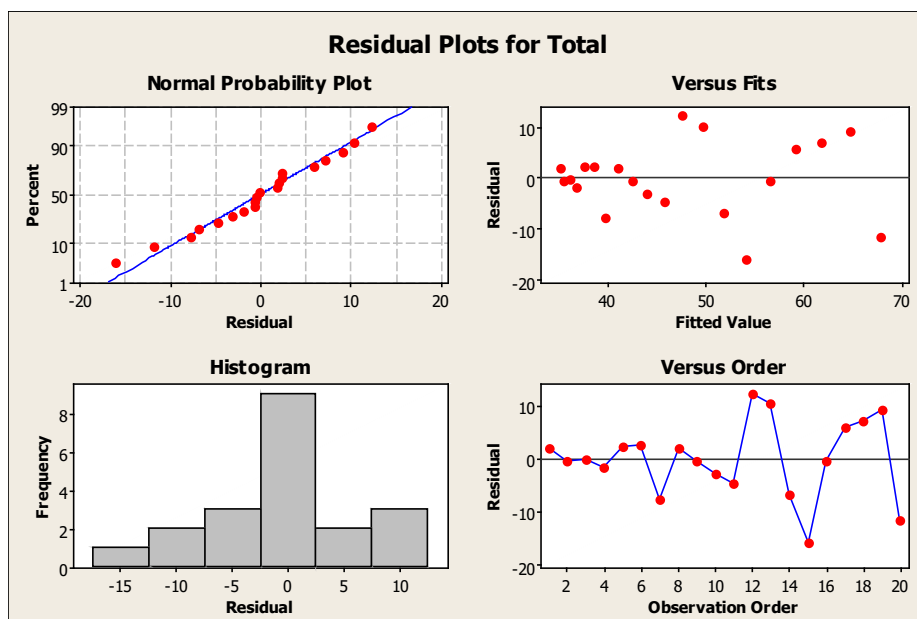 Residual Plots for Total
Normal Probability Plot
99
90
50
10
1
Percent
-20 -10 0 10 20
Residual
Versus Fits
10
0
-10
-20
Residual
40 50 60 70
Fitted Value
Histogram
8
6
4
2
0
Frequency
-15 -10 -5 0 5 10
Residual
Versus Order
10
0
-10
-20
Residual
2 4 6 8 10 12 14 16 18 20
Observation Order